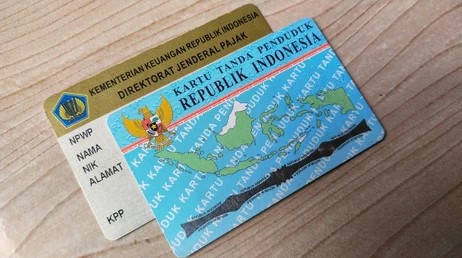 KEMENTERIAN KEUANGAN REPUBLIK INDONESIA
DIREKTORAT JENDERAL PAJAK
NPWP
NAMA
NIK
ALAMAT
KPP
KARTU TANDA PENDUDUK
REPUBLIK INDONESIA